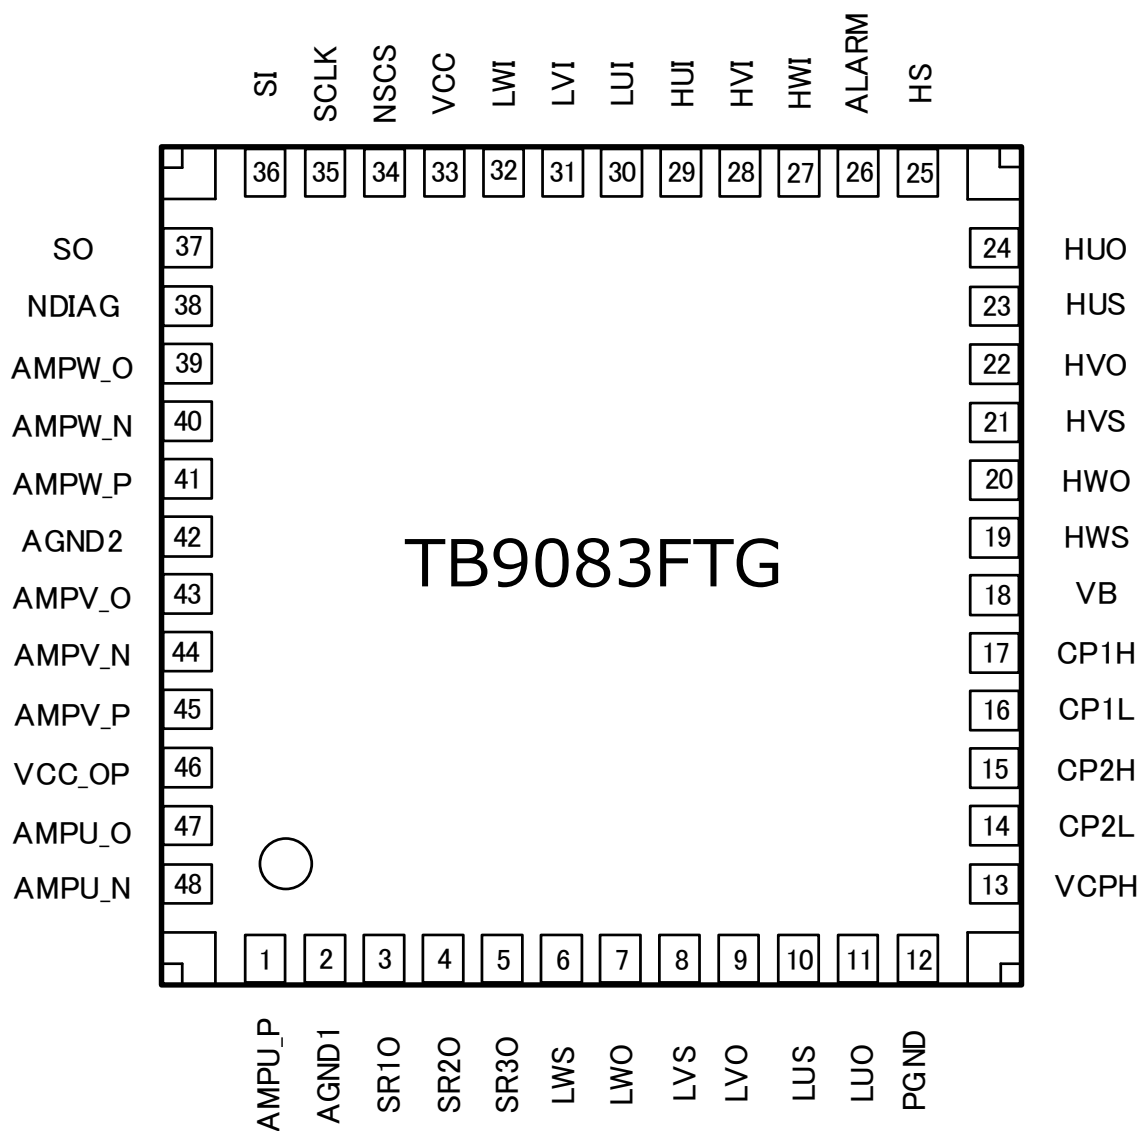 SI SCLK NSCS VCC LWI LVI LUI HUI HVI HWI ALARM HS
36 35 34 33 32 31 30 29 28 27 26 25
SO 37 24 HUO
NDIAG 38 23 HUS
AMPW_O 39 22 HVO
AMPW_N 40 21 HVS
AMPW_P 41 20 HWO
AGND2 42 19 HWS
TB9083FTG
AMPV_O 43 18 VB
AMPV_N 44 17 CP1H
AMPV_P 45 16 CP1L
VCC_OP 46 15 CP2H
AMPU_O 47 14 CP2L
AMPU_N 48 13 VCPH
1 2 3 4 5 6 7 8 9 10 11 12
AMPU_P AGND1 SR1O SR2O SR3O LWS LWO LVS LVO LUS LUO PGND